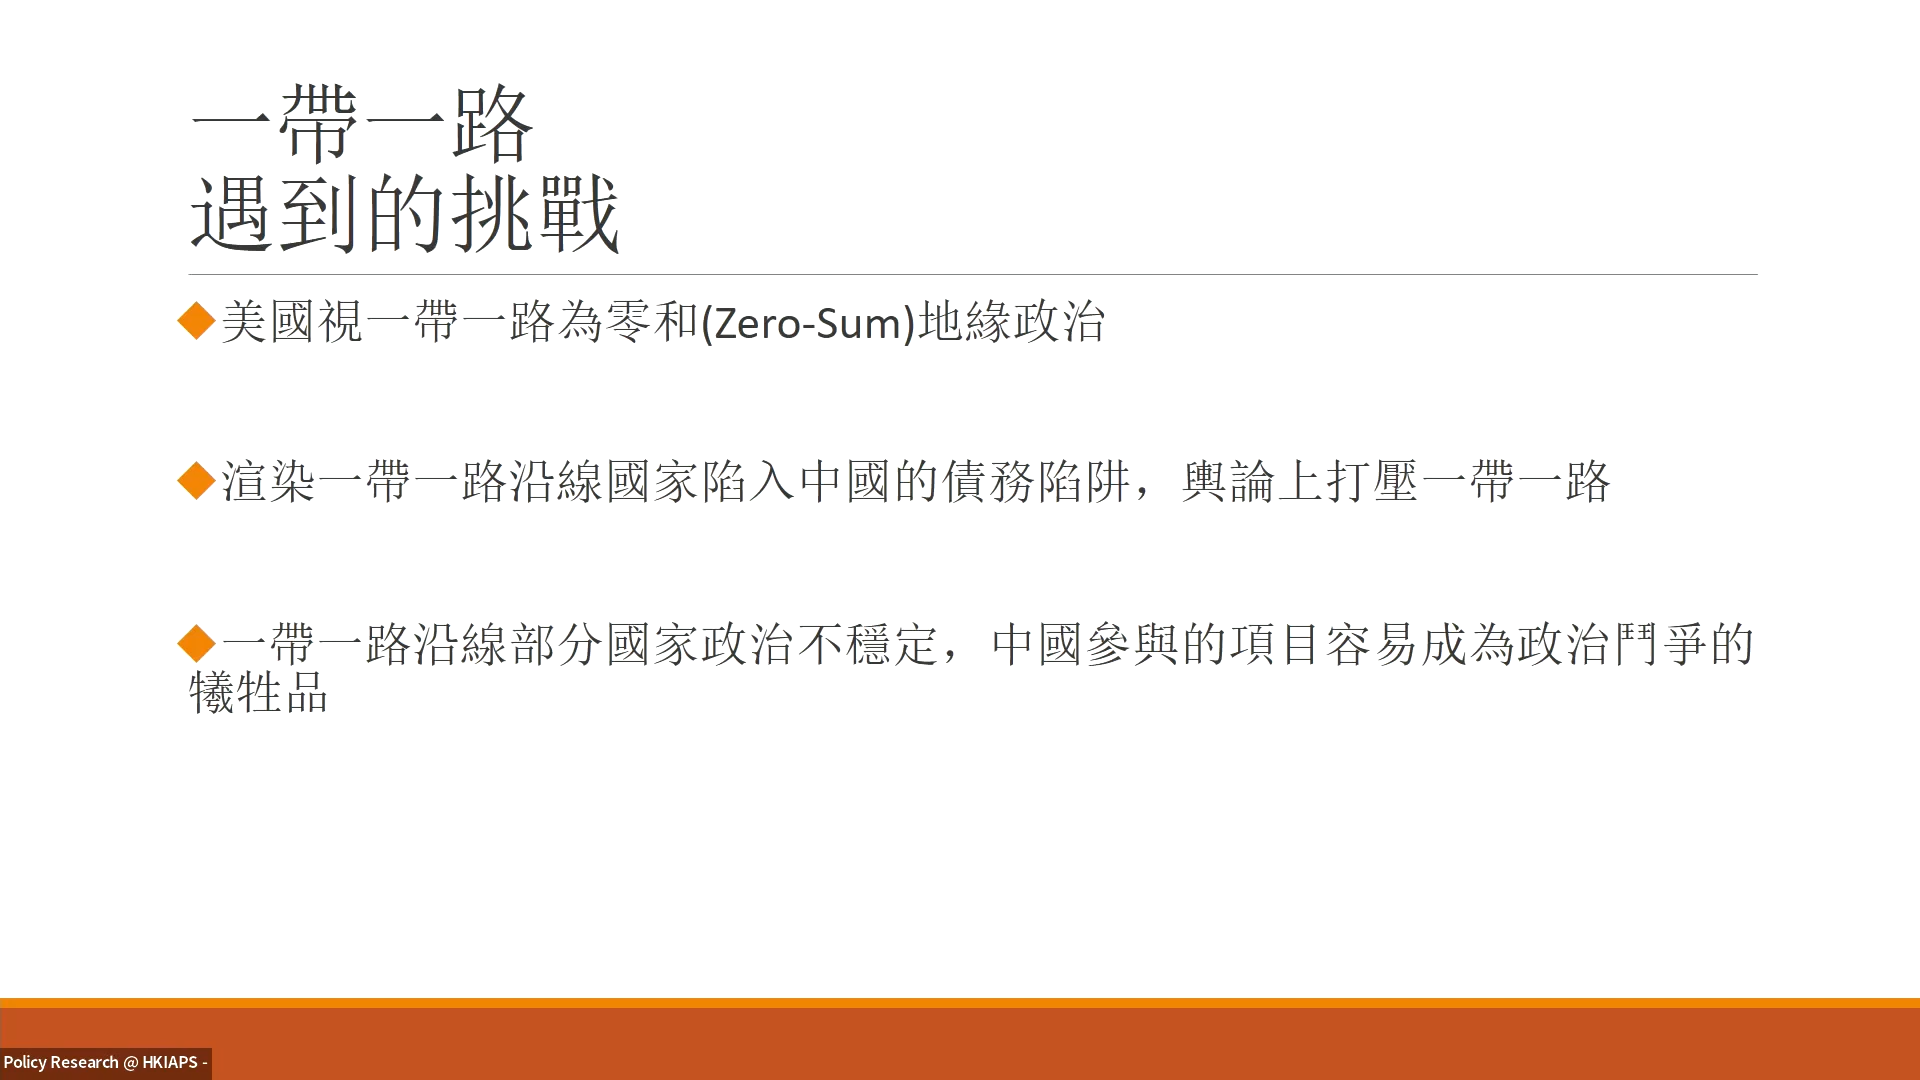 一帶一路
遇到的挑戰
◆美國視一帶一路為零和(Zero-Sum)地緣政治
◆渲染一帶一路沿線國家陷入中國的債務陷阱，輿論上打壓一帶一路
◆一帶一路沿線部分國家政治不穩定，中國參與的項目容易成為政治鬥爭的
犧牲品
Policy Research @ HKIAPS -